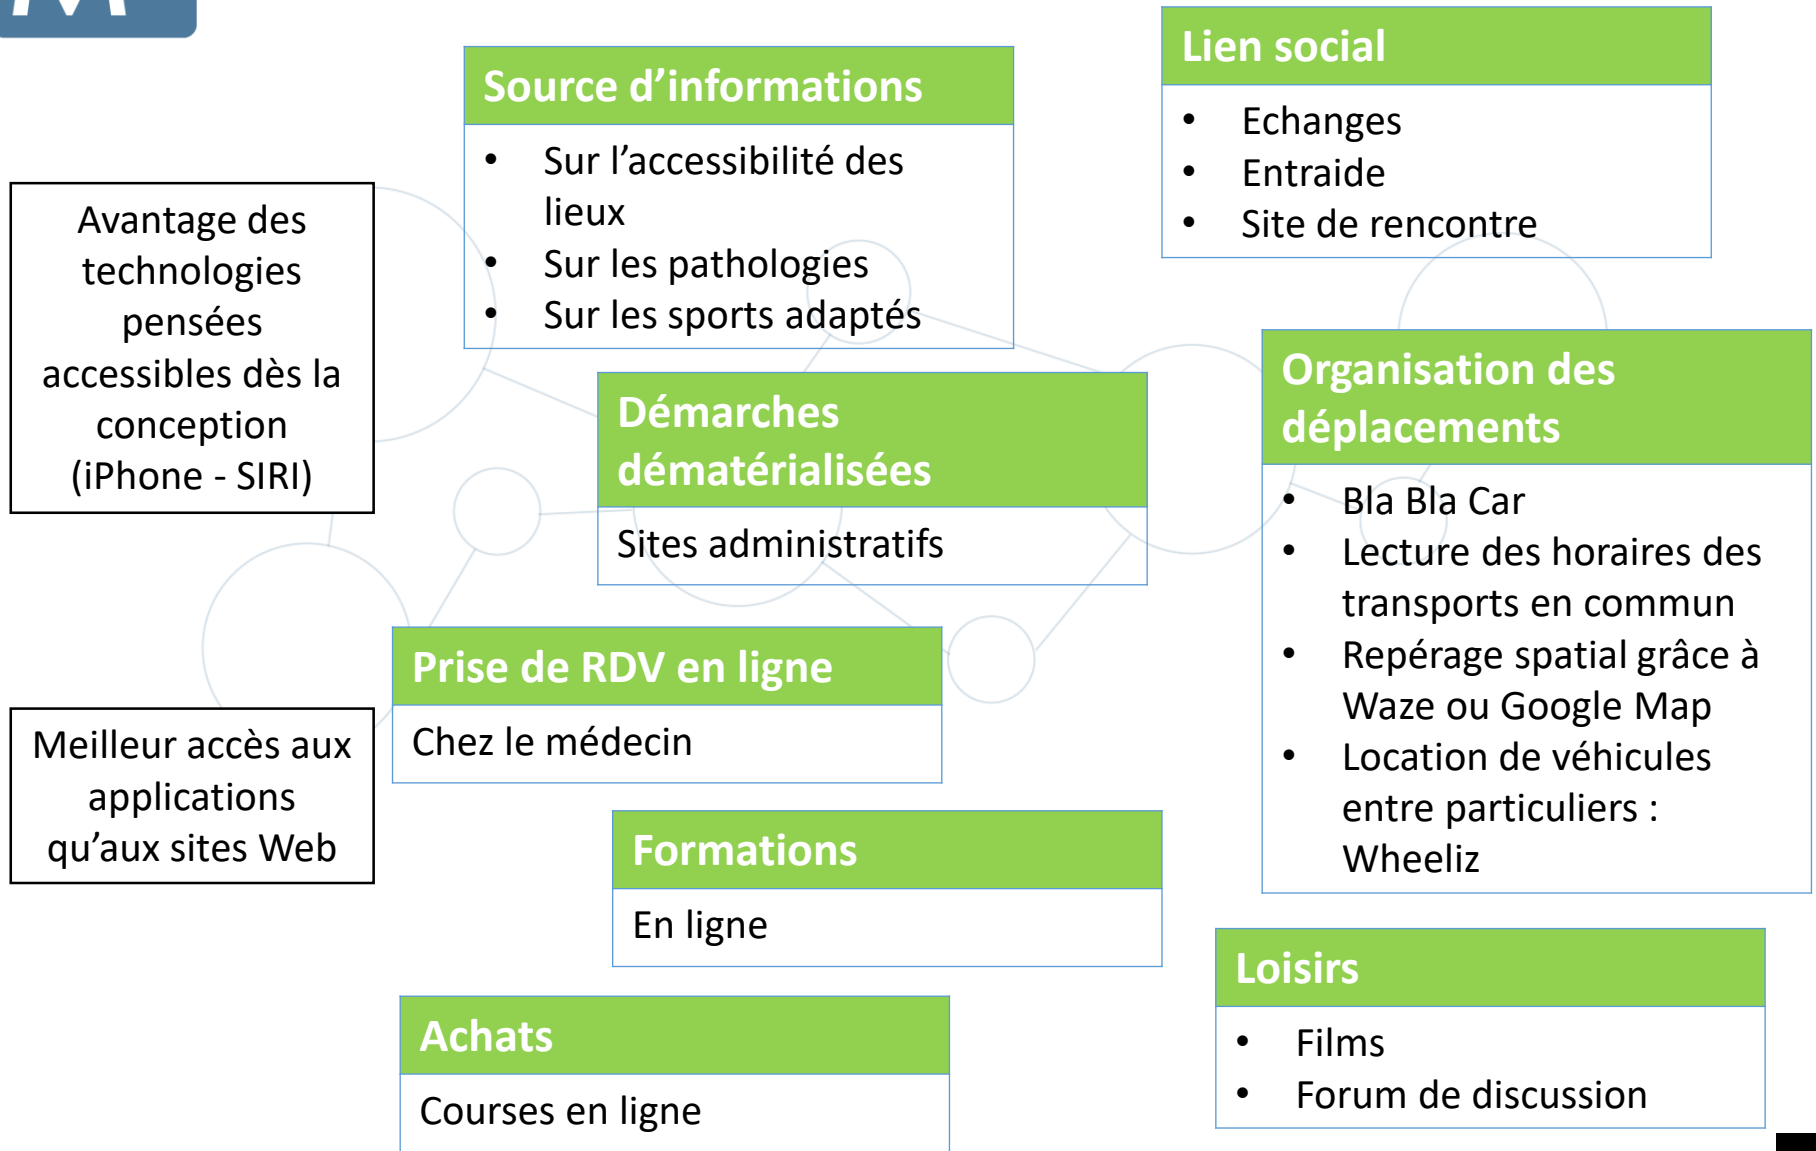 Source d’informations
• Sur l’accessibilité des
lieux
• Sur les pathologies
• Sur les sports adaptés
Lien social
• Echanges
• Entraide
• Site de rencontre
Avantage des
technologies
pensées
accessibles dès la
conception
(iPhone - SIRI)
Démarches
dématérialisées
Sites administratifs
Organisation des
déplacements
• Bla Bla Car
• Lecture des horaires des
transports en commun
• Repérage spatial grâce à
Waze ou Google Map
• Location de véhicules
entre particuliers :
Wheeliz
Prise de RDV en ligne
Chez le médecin
Meilleur accès aux
applications
qu’aux sites Web
Formations
En ligne
Loisirs
• Films
• Forum de discussion
Achats
Courses en ligne